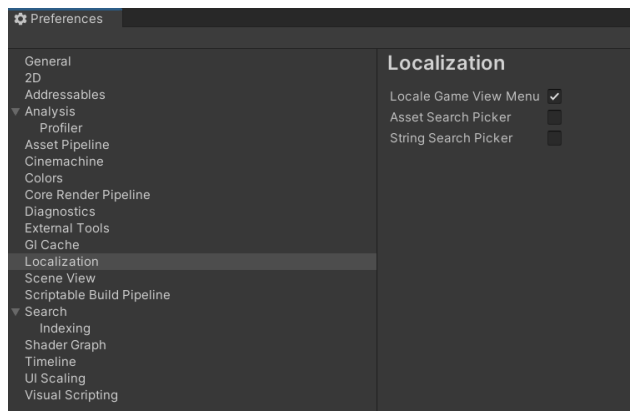 Preferences
General
2D
Addressables
Analysis
Profiler
Asset Pipeline
Cinemachine
Colors
Core Render Pipeline
Diagnostics
External Tools
GI Cache
Localization
Scene View
Scriptable Build Pipeline
Search
Indexing
Shader Graph
Timeline
UI Scaling
Visual Scripting
Localization
Locale Game View Menu
Asset Search Picker
String Search Picker